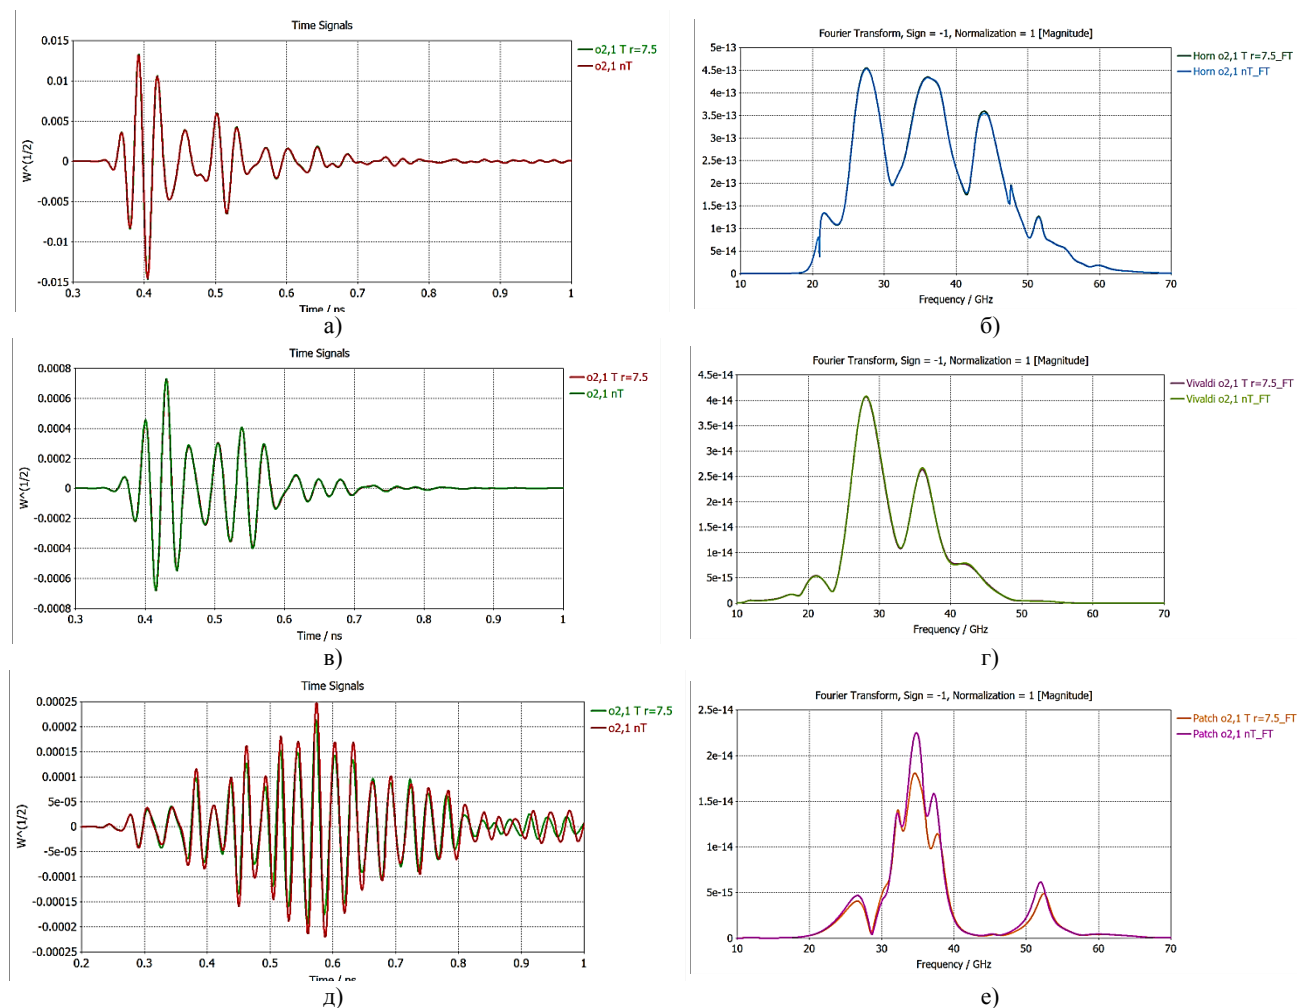 Time Signals
0.015
0.01
0.005
0
-0.005
-0.01
-0.015
W^(1/2)
0.3 0.4 0.5 0.6 0.7 0.8 0.9 1
Time / ns
o2,1 T r=7.5
o2,1 nT
а)
Fourier Transform, Sign = -1, Normalization = 1 [Magnitude]
5e-13
4.5e-13
4e-13
3.5e-13
3e-13
2.5e-13
2e-13
1.5e-13
1e-13
5e-14
0
10 20 30 40 50 60 70
Frequency / GHz
Horn o2,1 T r=7.5_FT
Horn o2,1 nT_FT
б)
Time Signals
0.0008
0.0006
0.0004
0.0002
0
-0.0002
-0.0004
-0.0006
-0.0008
W^(1/2)
0.3 0.4 0.5 0.6 0.7 0.8 0.9 1
Time / ns
o2,1 T r=7.5
o2,1 nT
в)
Fourier Transform, Sign = -1, Normalization = 1 [Magnitude]
4.5e-14
4e-14
3.5e-14
3e-14
2.5e-14
2e-14
1.5e-14
1e-14
5e-15
0
10 20 30 40 50 60 70
Frequency / GHz
Vivaldi o2,1 T r=7.5_FT
Vivaldi o2,1 nT_FT
г)
Time Signals
0.00025
0.0002
0.00015
0.0001
5e-05
0
-5e-05
-0.0001
-0.00015
-0.0002
-0.00025
W^(1/2)
0.2 0.3 0.4 0.5 0.6 0.7 0.8 0.9 1
Time / ns
o2,1 T r=7.5
o2,1 nT
д)
Fourier Transform, Sign = -1, Normalization = 1 [Magnitude]
2.5e-14
2e-14
1.5e-14
1e-14
5e-15
0
10 20 30 40 50 60 70
Frequency / GHz
Patch o2,1 T r=7.5_FT
Patch o2,1 nT_FT
е)